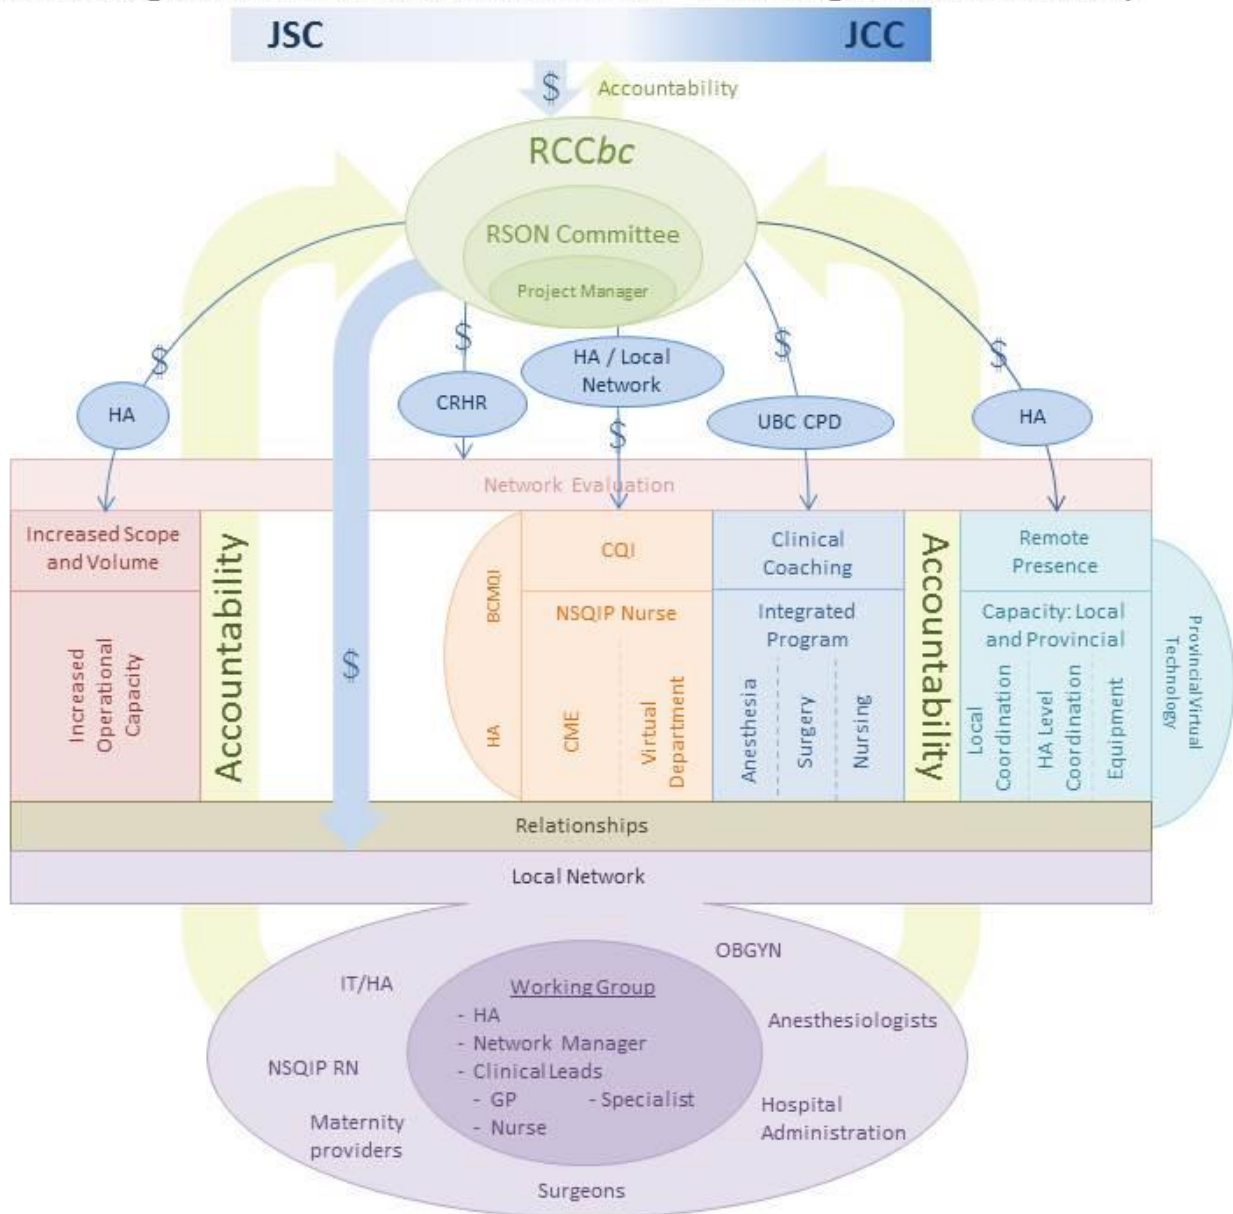 JSC
JCC
$
Accountability
RCCbc
RSON Committee
Project Manager
$
$
$
$
HA / Local
Network
HA
CRHR
UBC CPD
HA
$
Network Evaluation
Increased Scope
and Volume
Increased
Operational
Capacity
Accountability
$
BCMQI
HA
CQI
NSQIP Nurse
CME
Virtual
Department
Clinical
Coaching
Integrated
Program
Anesthesia
Surgery
Nursing
Accountability
Remote
Presence
Capacity: Local
and Provincial
Local
Coordination
HA Level
Coordination
Equipment
Provincial Virtual
Technology
Relationships
Local Network
OBGYN
IT/HA
Working Group
- HA
- Network Manager
- Clinical Leads
- GP - Specialist
- Nurse
Anesthesiologists
NSQIP RN
Maternity
providers
Hospital
Administration
Surgeons